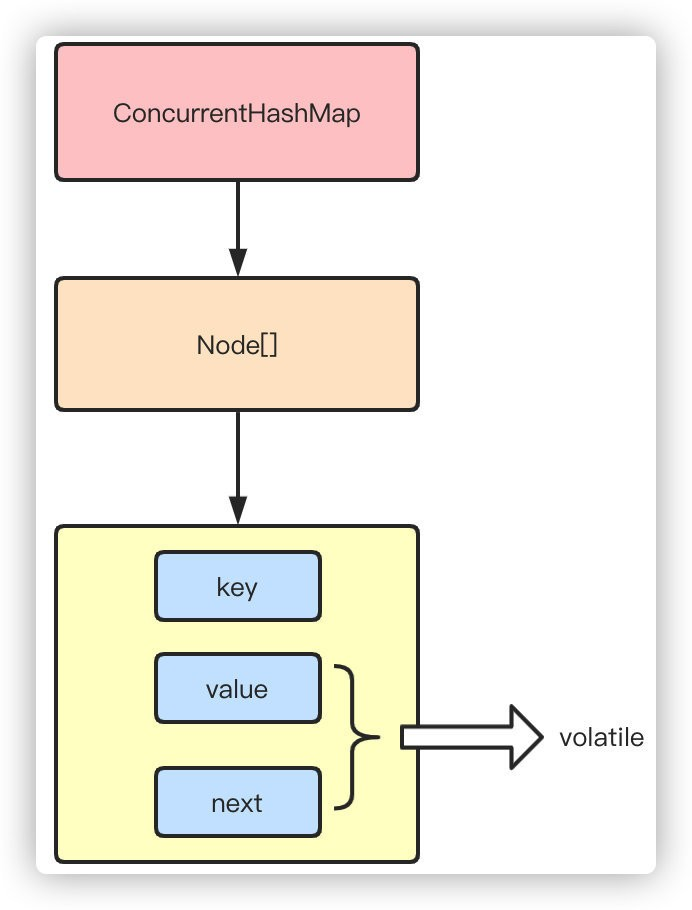 ConcurrentHashMap
Node[]
key
value
next
volatile